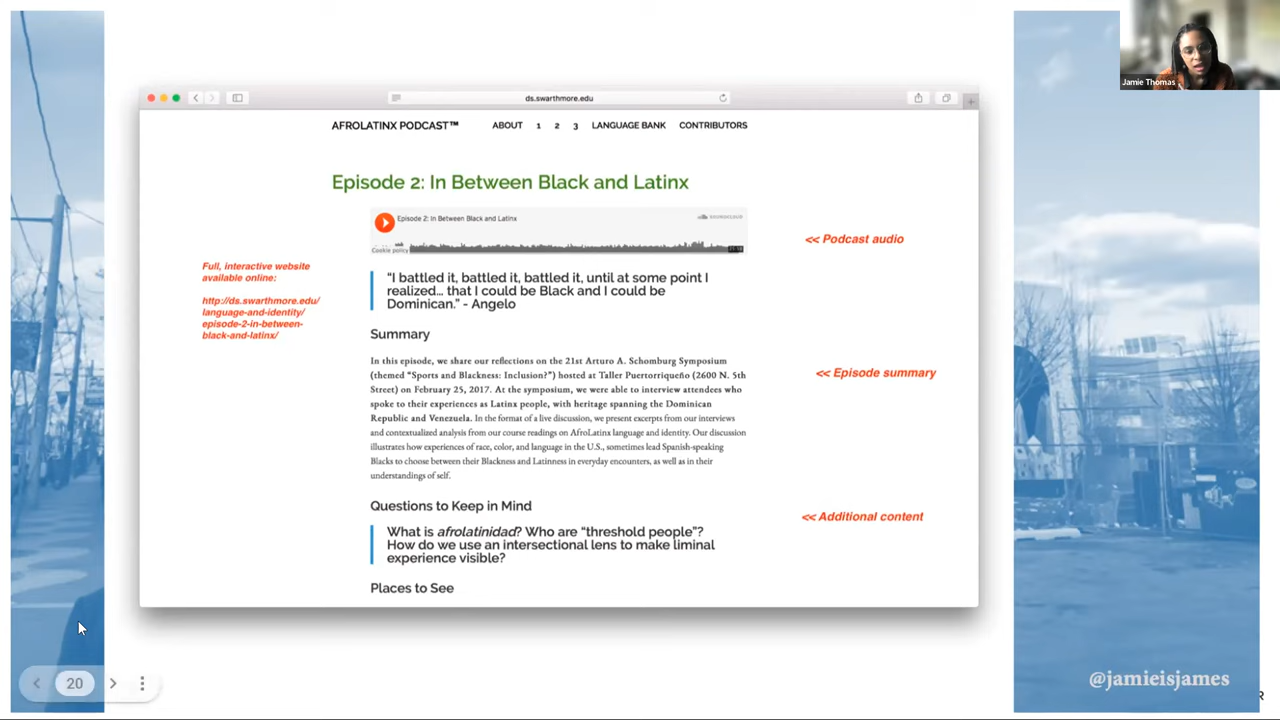 Jamie Thomas
ds.swarthmore.edu
AFROLATINX PODCAST™ ABOUT 1 2 3 LANGUAGE BANK CONTRIBUTORS
Episode 2: In Between Black and Latinx
Episode 2: In Between Black and Latinx
SOUNDCLOUD
Cookie policy
<< Podcast audio
Full, interactive website
available online:
http://ds.swarthmore.edu/
language-and-identity/
episode-2-in-between-
black-and-latinx/
“I battled it, battled it, battled it, until at some point I
realized... that I could be Black and I could be
Dominican.” - Angelo
Summary
In this episode, we share our reflections on the 21st Arturo A. Schomburg Symposium
(themed “Sports and Blackness: Inclusion?”) hosted at Taller Puertorriqueño (2600 N. 5th
Street) on February 25, 2017. At the symposium, we were able to interview attendees who
spoke to their experiences as Latinx people, with heritage spanning the Dominican
Republic and Venezuela. In the format of a live discussion, we present excerpts from our interviews
and contextualized analysis from our course readings on AfroLatinx language and identity. Our discussion
illustrates how experiences of race, color, and language in the U.S., sometimes lead Spanish-speaking
Blacks to choose between their Blackness and Latinness in everyday encounters, as well as in their
understandings of self.
<< Episode summary
Questions to Keep in Mind
What is afrolatinidad? Who are “threshold people”?
How do we use an intersectional lens to make liminal
experience visible?
<< Additional content
Places to See
20
@jamieisjames
R